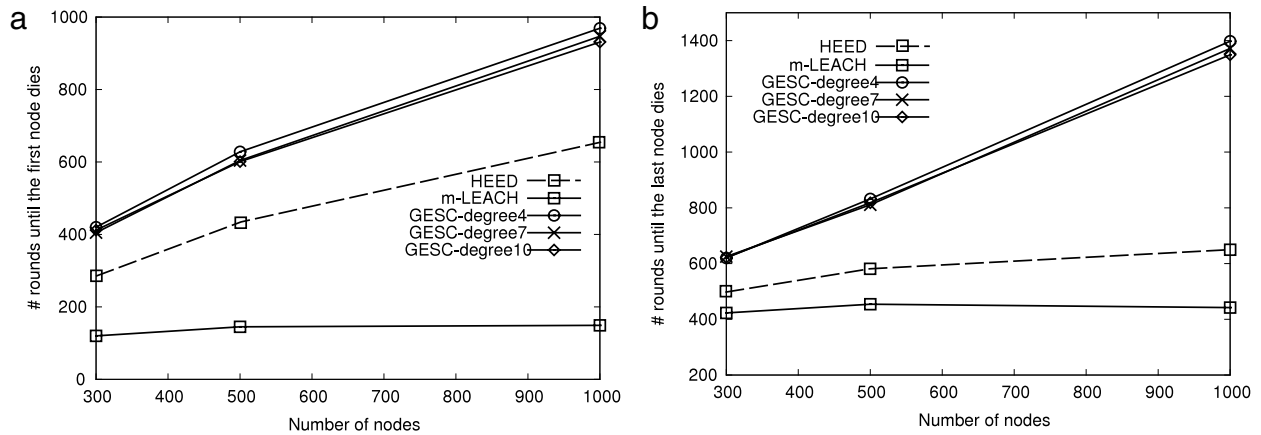 a
# rounds until the first node dies
1000
800
600
400
200
0
HEED
m-LEACH
GESC-degree4
GESC-degree7
GESC-degree10
300 400 500 600 700 800 900 1000
Number of nodes
b
# rounds until the last node dies
1400
1200
1000
800
600
400
200
HEED
m-LEACH
GESC-degree4
GESC-degree7
GESC-degree10
300 400 500 600 700 800 900 1000
Number of nodes